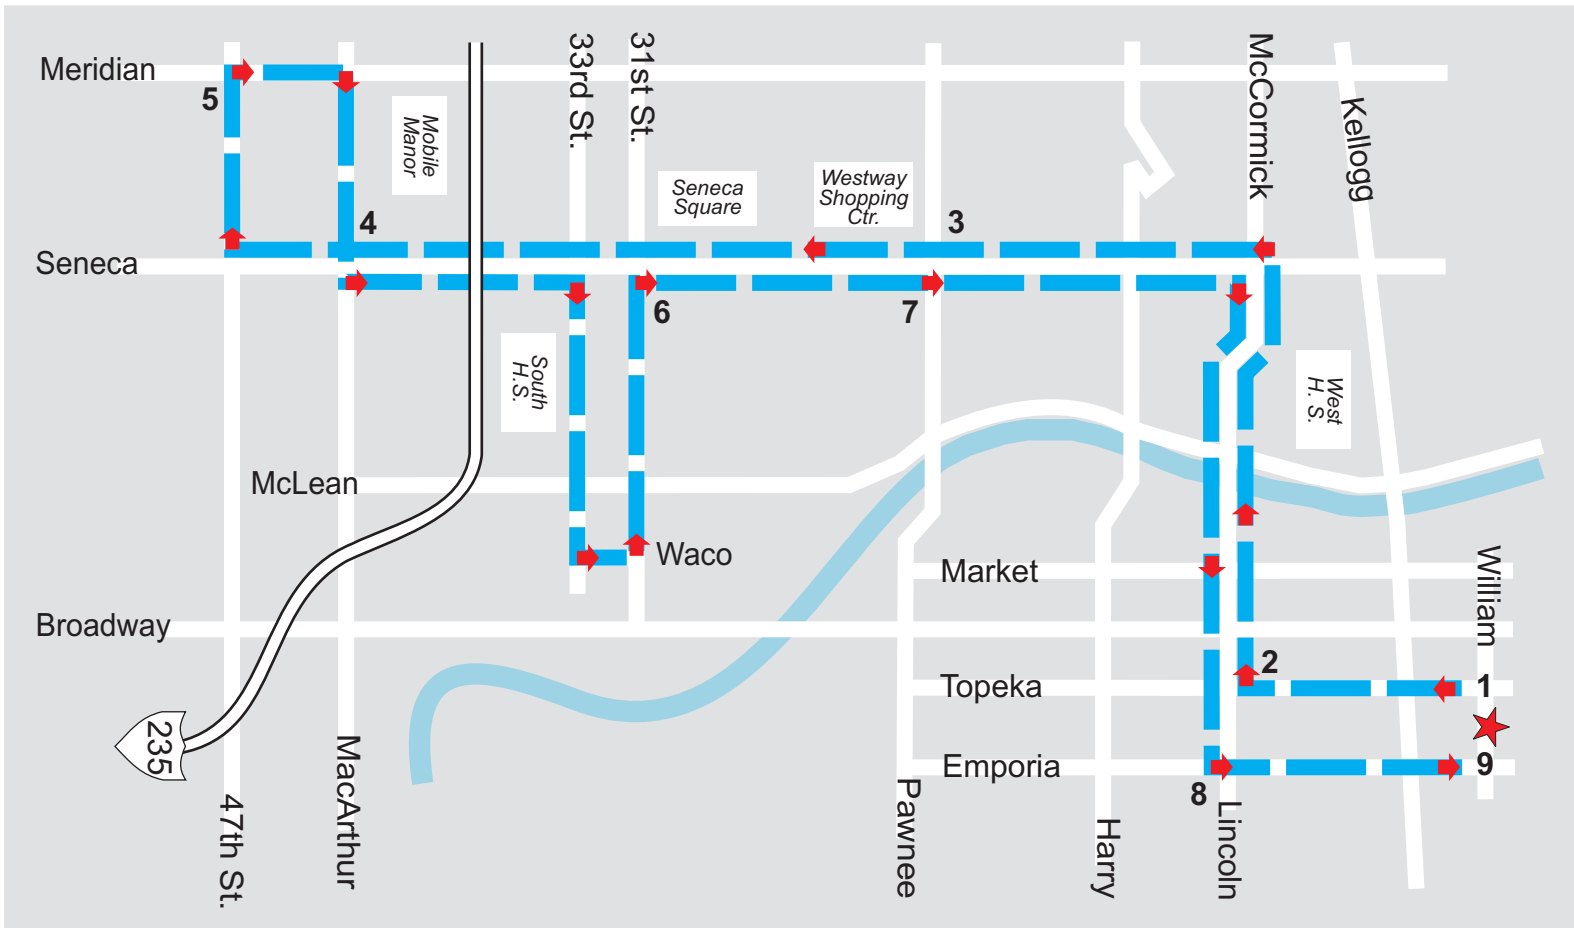 Meridian
5
Mobile
Manor
33rd St.
31st St.
McCormick
Kellogg
Seneca
Square
Westway
Shopping
Ctr.
4
3
Seneca
6
7
South
H.S.
West
H. S.
McLean
Waco
Market
William
Broadway
2
Topeka
1
235
Emporia
9
8
47th St.
MacArthur
Pawnee
Harry
Lincoln